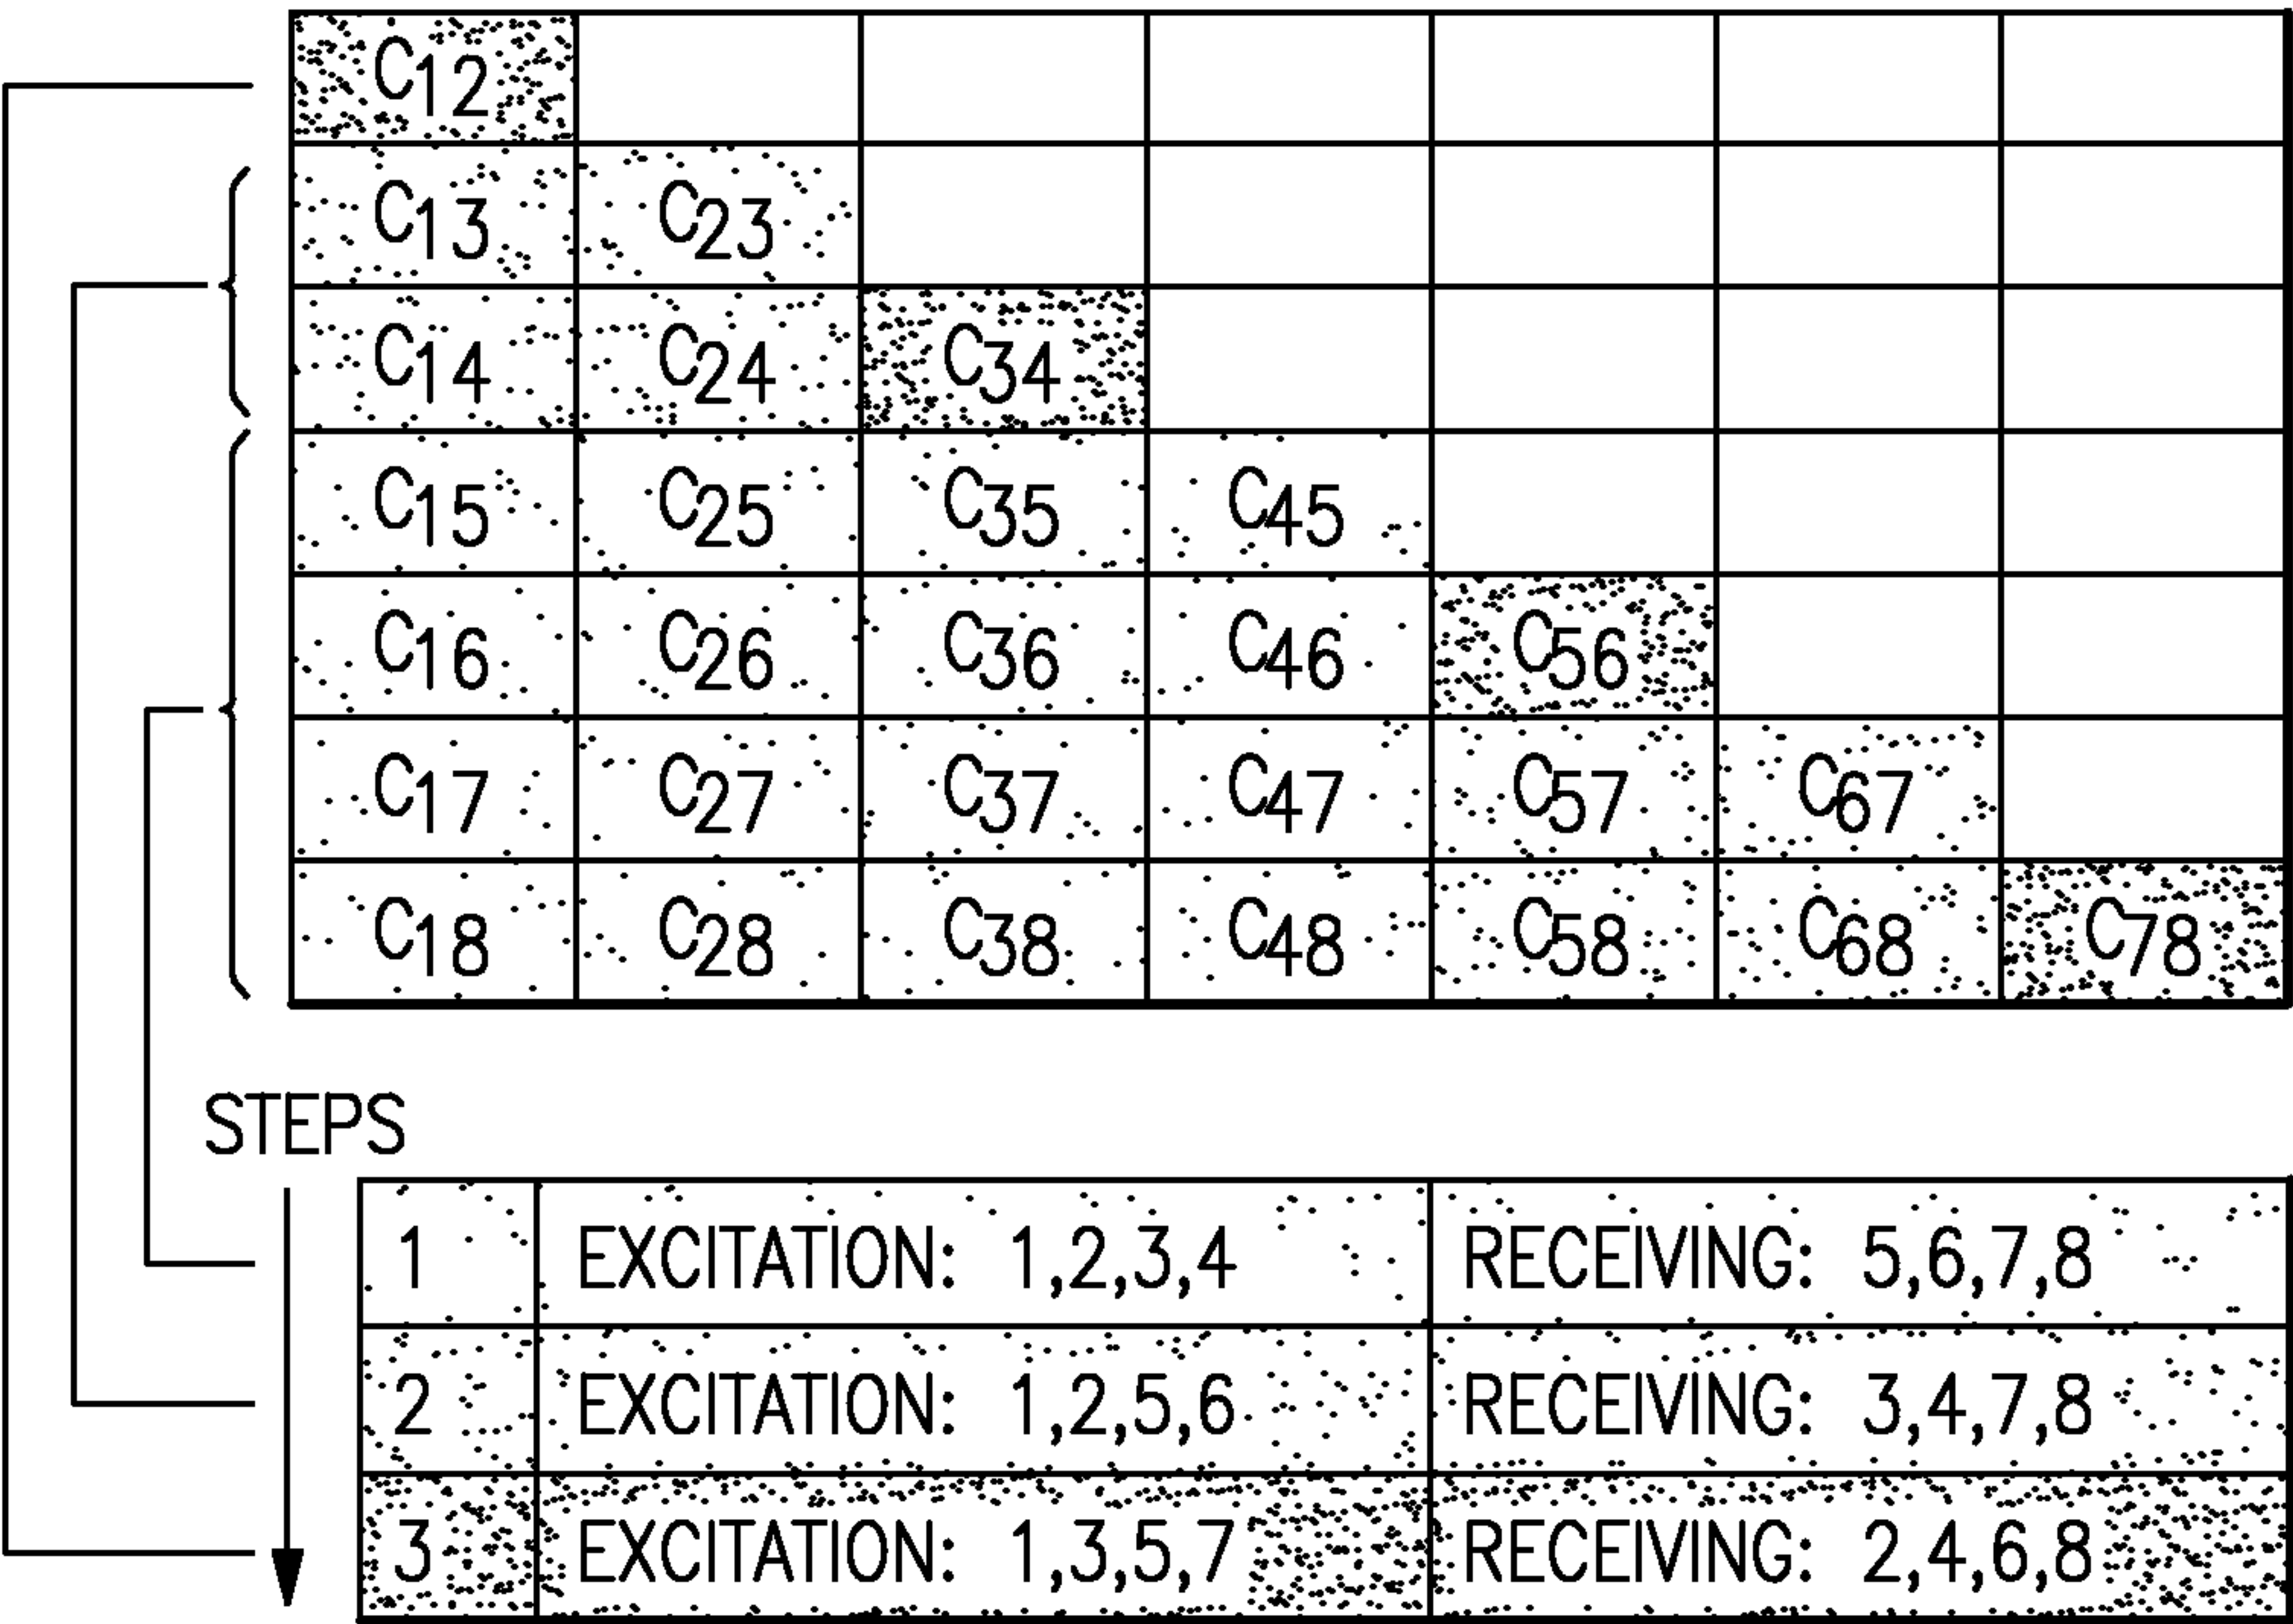 C12
C13 C23
C14 C24 C34
C15 C25 C35 C45
C16 C26 C36 C46 C56
C17 C27 C37 C47 C57 C67
C18 C28 C38 C48 C58 C68 C78
STEPS
1 EXCITATION: 1,2,3,4 RECEIVING: 5,6,7,8
2 EXCITATION: 1,2,5,6 RECEIVING: 3,4,7,8
3 EXCITATION: 1,3,5,7 RECEIVING: 2,4,6,8